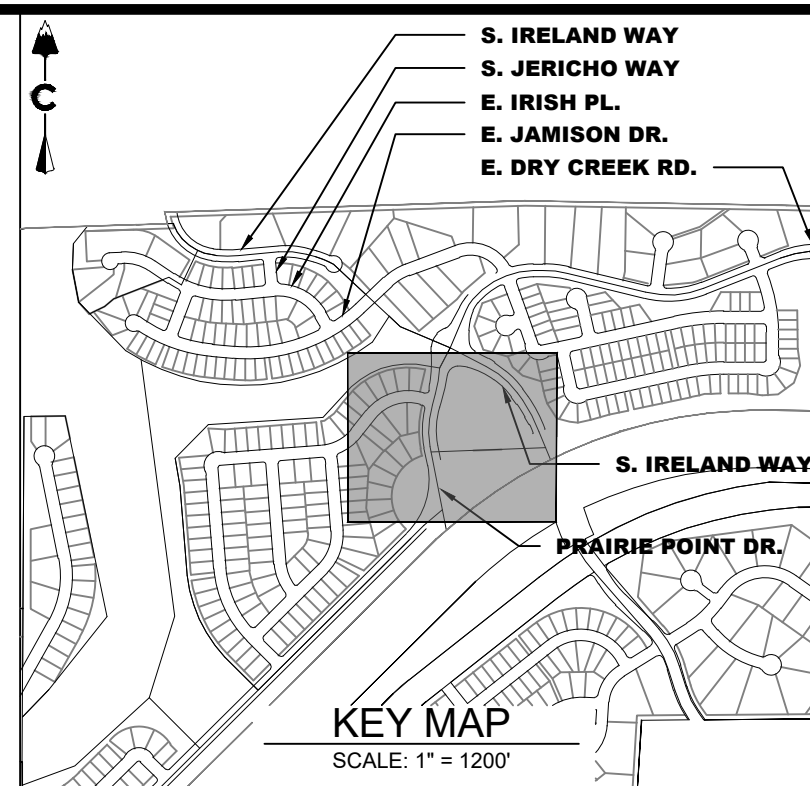 S. IRELAND WAY
S. JERICHO WAY
C
E. IRISH PL.
E. JAMISON DR.
E. DRY CREEK RD.
S. IRELAND WAY
PRAIRIE POINT DR.
KEY MAP
SCALE: 1" = 1200'